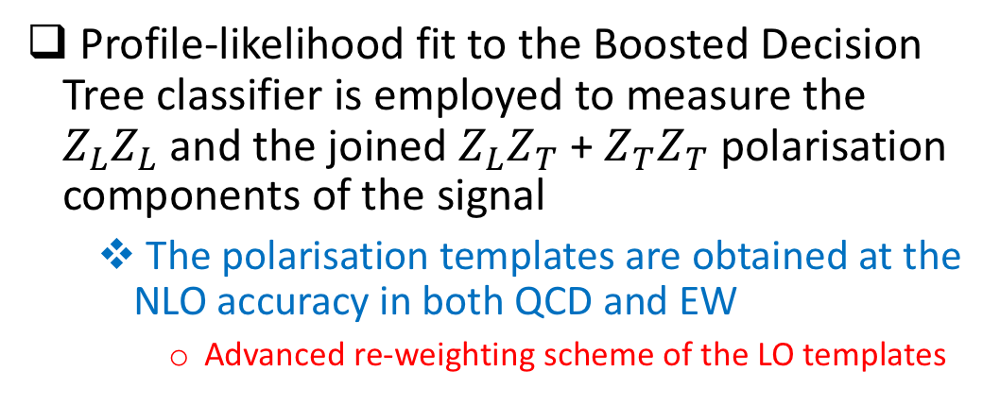 ❑ Profile-likelihood fit to the Boosted Decision
Tree classifier is employed to measure the
$Z_L Z_L$ and the joined $Z_L Z_T + Z_T Z_T$ polarisation
components of the signal
❖ The polarisation templates are obtained at the
NLO accuracy in both QCD and EW
○ Advanced re-weighting scheme of the LO templates